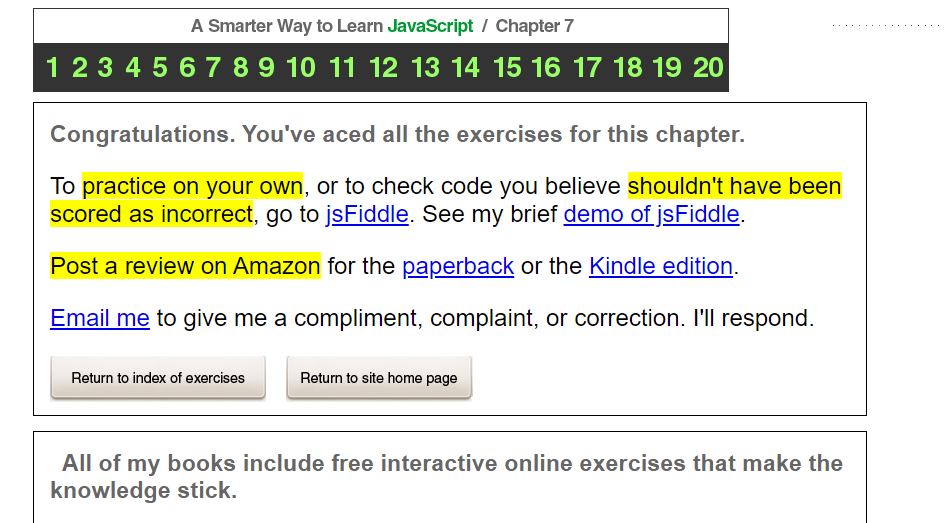 A Smarter Way to Learn JavaScript / Chapter 7
1 2 3 4 5 6 7 8 9 10 11 12 13 14 15 16 17 18 19 20
Congratulations. You've aced all the exercises for this chapter.
To practice on your own, or to check code you believe shouldn't have been
scored as incorrect, go to jsFiddle. See my brief demo of jsFiddle.
Post a review on Amazon for the paperback or the Kindle edition.
Email me to give me a compliment, complaint, or correction. I'll respond.
Return to index of exercises Return to site home page
All of my books include free interactive online exercises that make the
knowledge stick.